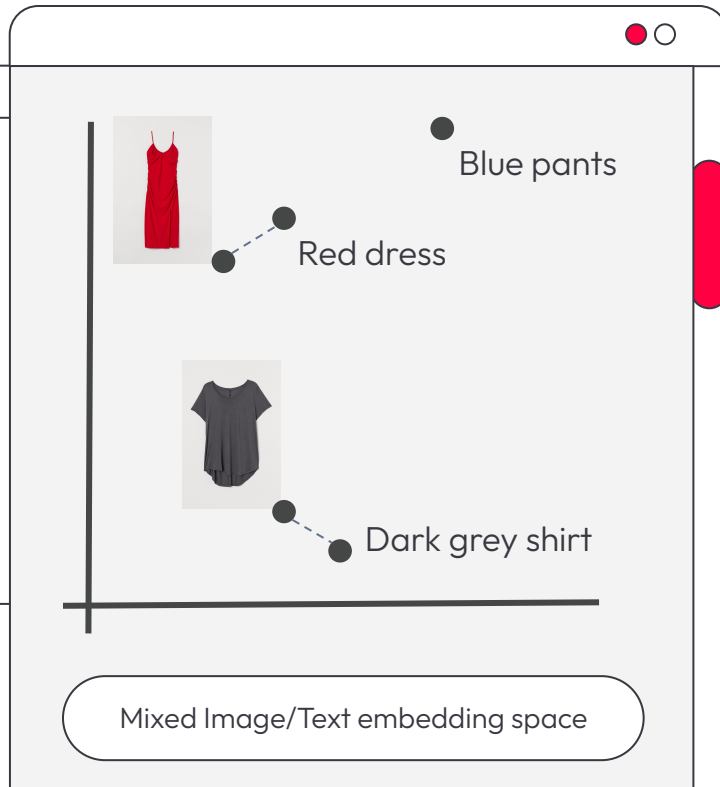 Blue pants
Red dress
Dark grey shirt
Mixed Image/Text embedding space